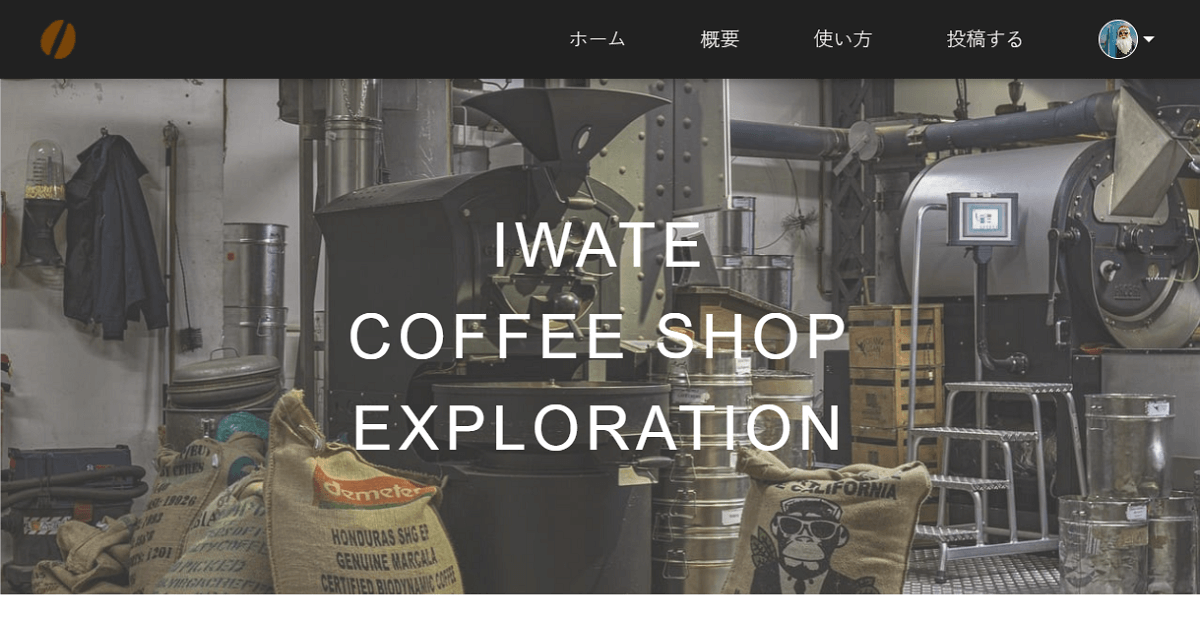 ホーム
概要
使い方
投稿する
IWATE
COFFEE SHOP
EXPLORATION
demeter
HONDURAS SHG EP
GENUINE MARCALA
CERTIFIED BIODYNAMIC COFFEE
CALIFORNIA